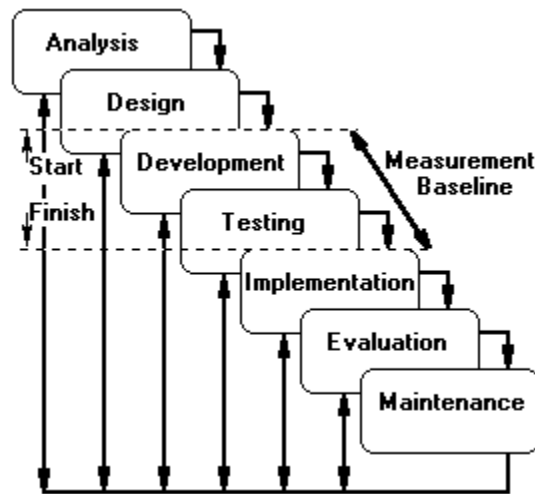 Analysis
Design
Start
Development
Measurement
Baseline
Finish
Testing
Implementation
Evaluation
Maintenance